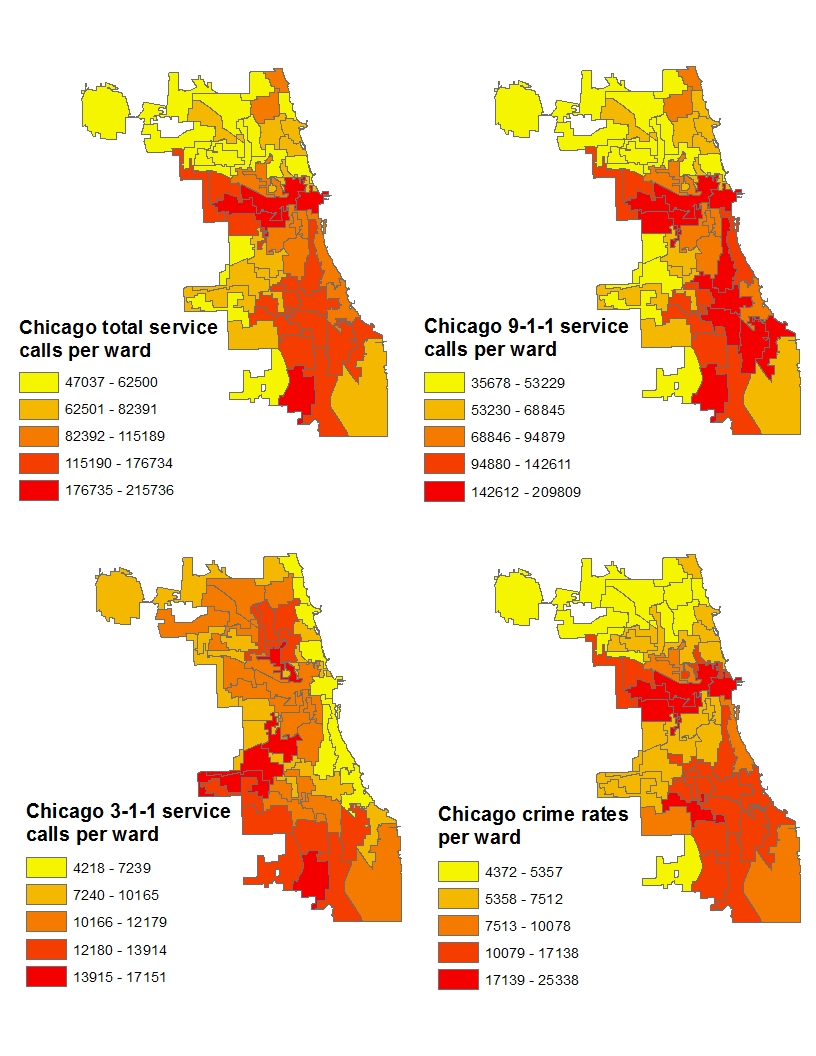 Chicago total service
calls per ward
47037 - 62500
62501 - 82391
82392 - 115189
115190 - 176734
176735 - 215736
Chicago 9-1-1 service
calls per ward
35678 - 53229
53230 - 68845
68846 - 94879
94880 - 142611
142612 - 209809
Chicago 3-1-1 service
calls per ward
4218 - 7239
7240 - 10165
10166 - 12179
12180 - 13914
13915 - 17151
Chicago crime rates
per ward
4372 - 5357
5358 - 7512
7513 - 10078
10079 - 17138
17139 - 25338